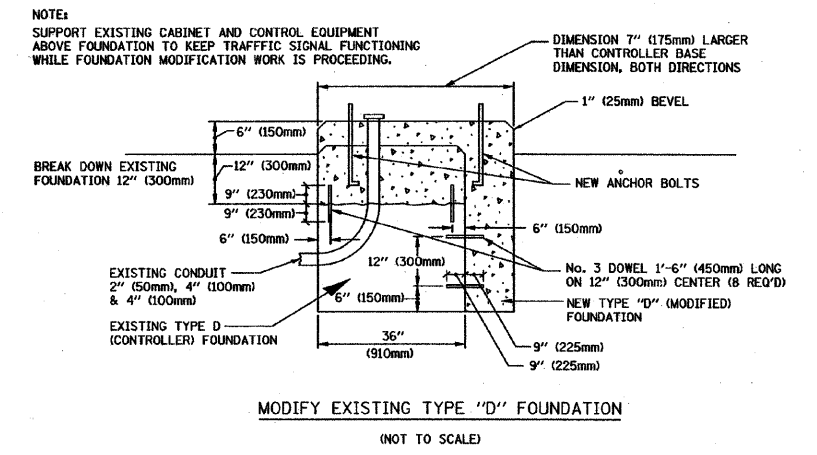 NOTE:
SUPPORT EXISTING CABINET AND CONTROL EQUIPMENT
ABOVE FOUNDATION TO KEEP TRAFFFIC SIGNAL FUNCTIONING
WHILE FOUNDATION MODIFICATION WORK IS PROCEEDING.
DIMENSION 7" (175mm) LARGER
THAN CONTROLLER BASE
DIMENSION, BOTH DIRECTIONS
1" (25mm) BEVEL
6" (150mm)
BREAK DOWN EXISTING
FOUNDATION 12" (300mm)
12" (300mm)
9" (230mm)
9" (230mm)
NEW ANCHOR BOLTS
6" (150mm)
6" (150mm)
12" (300mm)
EXISTING CONDUIT
2" (50mm), 4" (100mm)
& 4" (100mm)
No. 3 DOWEL 1'-6" (450mm) LONG
ON 12" (300mm) CENTER (8 REQ'D)
6" (150mm)
NEW TYPE "D" (MODIFIED)
FOUNDATION
EXISTING TYPE D
(CONTROLLER) FOUNDATION
36"
(910mm)
9" (225mm)
9" (225mm)
MODIFY EXISTING TYPE "D" FOUNDATION
(NOT TO SCALE)